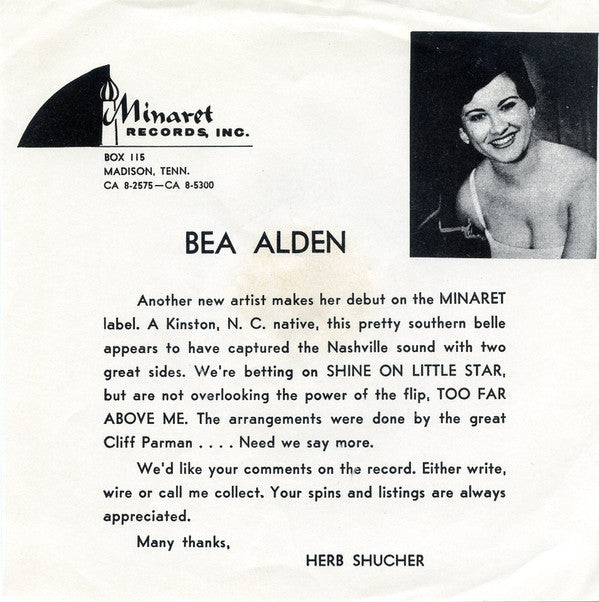 Minaret
RECORDS, INC.
BOX 115
MADISON, TENN.
CA 8-2575—CA 8-5300
BEA ALDEN
Another new artist makes her debut on the MINARET
label. A Kinston, N. C. native, this pretty southern belle
appears to have captured the Nashville sound with two
great sides. We're betting on SHINE ON LITTLE STAR,
but are not overlooking the power of the flip, TOO FAR
ABOVE ME. The arrangements were done by the great
Cliff Parman . . . . Need we say more.
We'd like your comments on the record. Either write,
wire or call me collect. Your spins and listings are always
appreciated.
Many thanks,
HERB SHUCHER